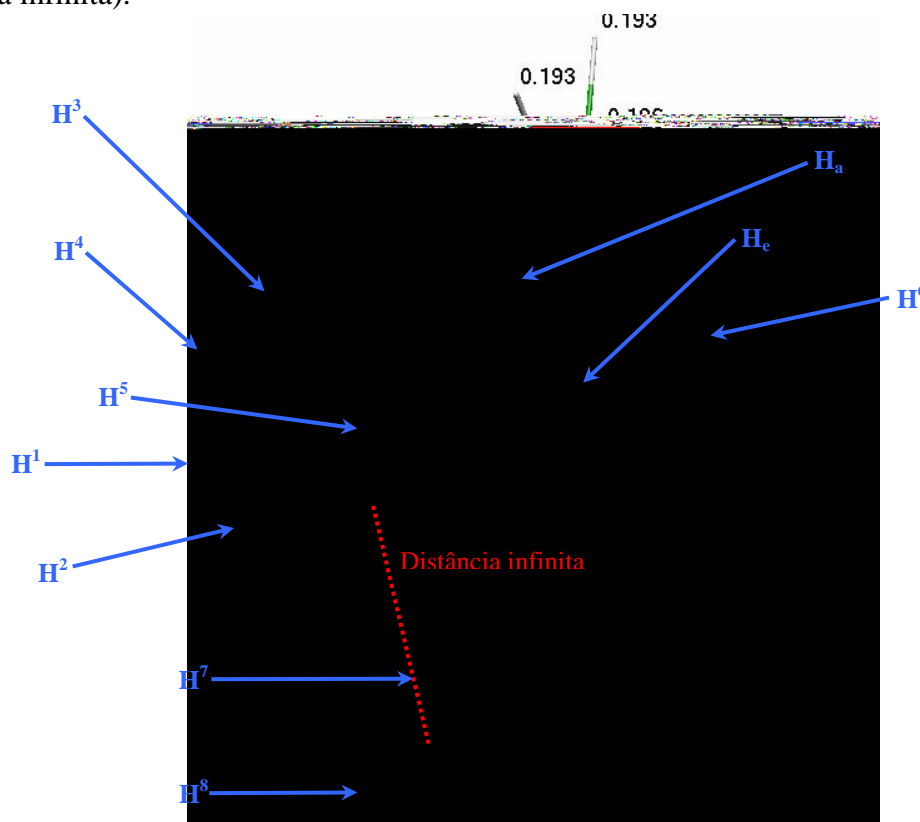 a infinita).
0.193
0.193
H³
Hₐ
Hₑ
H⁴
H⁵
H¹
Distância infinita
H²
H⁷
H⁸